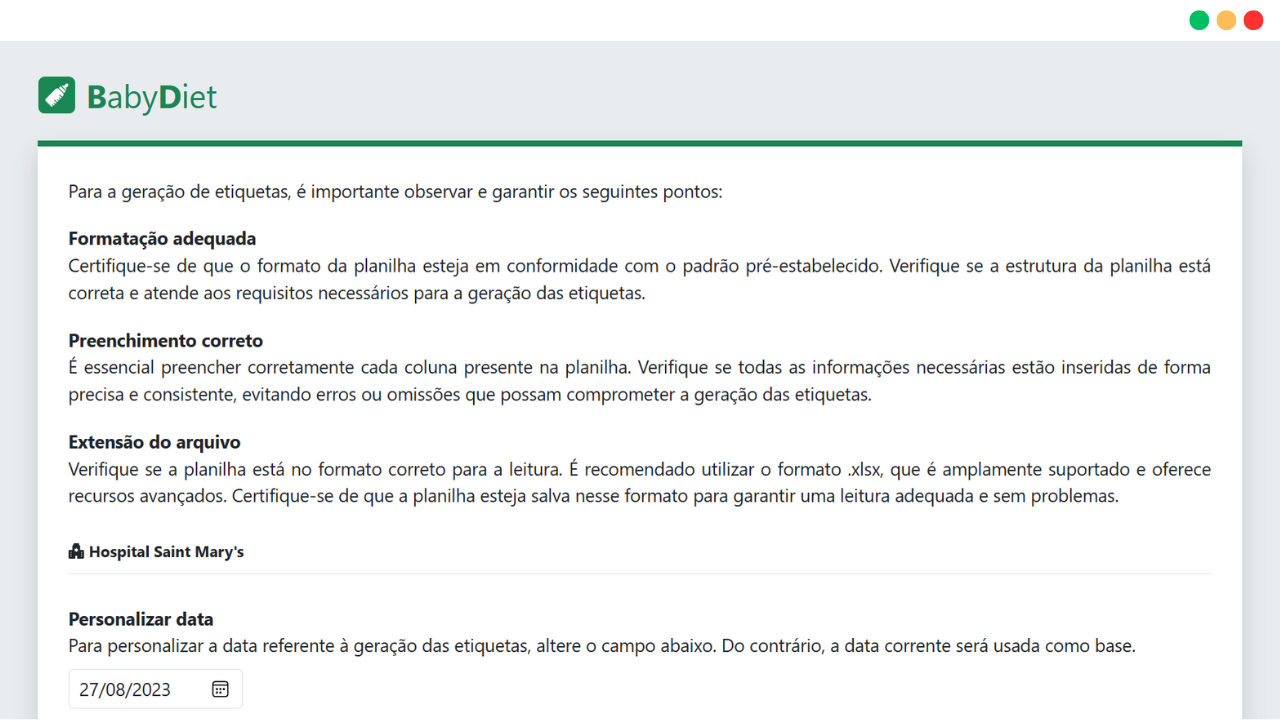 BabyDiet
Para a geração de etiquetas, é importante observar e garantir os seguintes pontos:
Formatação adequada
Certifique-se de que o formato da planilha esteja em conformidade com o padrão pré-estabelecido. Verifique se a estrutura da planilha está
correta e atende aos requisitos necessários para a geração das etiquetas.
Preenchimento correto
É essencial preencher corretamente cada coluna presente na planilha. Verifique se todas as informações necessárias estão inseridas de forma
precisa e consistente, evitando erros ou omissões que possam comprometer a geração das etiquetas.
Extensão do arquivo
Verifique se a planilha está no formato correto para a leitura. É recomendado utilizar o formato .xlsx, que é amplamente suportado e oferece
recursos avançados. Certifique-se de que a planilha esteja salva nesse formato para garantir uma leitura adequada e sem problemas.
Hospital Saint Mary's
Personalizar data
Para personalizar a data referente à geração das etiquetas, altere o campo abaixo. Do contrário, a data corrente será usada como base.
27/08/2023